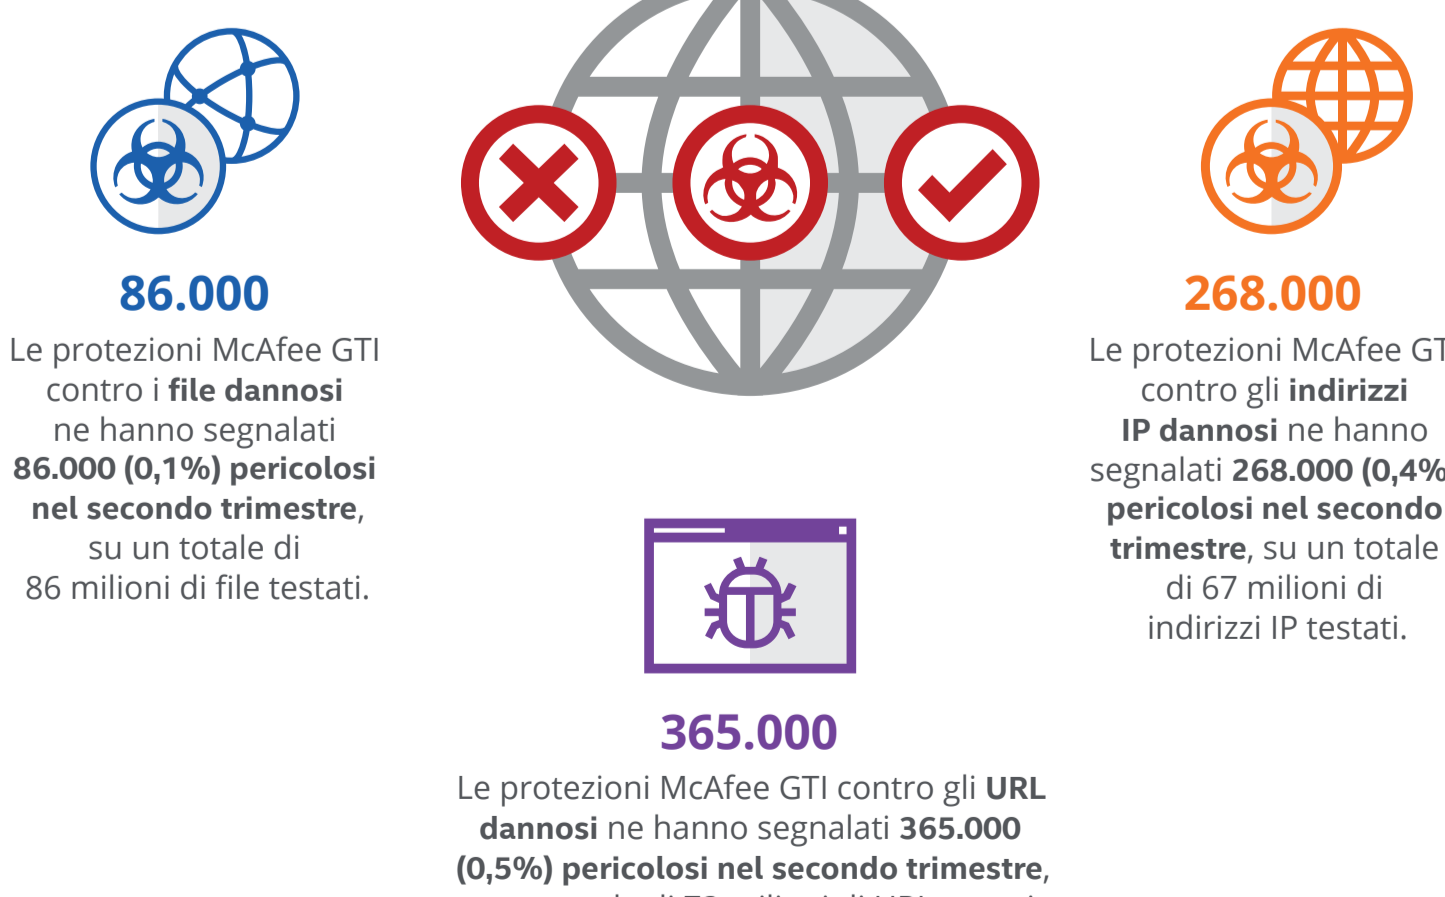 86.000
Le protezioni McAfee GTI
contro i file dannosi
ne hanno segnalati
86.000 (0,1%) pericolosi
nel secondo trimestre,
su un totale di
86 milioni di file testati.
268.000
Le protezioni McAfee GT
contro gli indirizzi
IP dannosi ne hanno
segnalati 268.000 (0,4%
pericolosi nel secondo
trimestre, su un totale
di 67 milioni di
indirizzi IP testati.
365.000
Le protezioni McAfee GTI contro gli URL
dannosi ne hanno segnalati 365.000
(0,5%) pericolosi nel secondo trimestre,